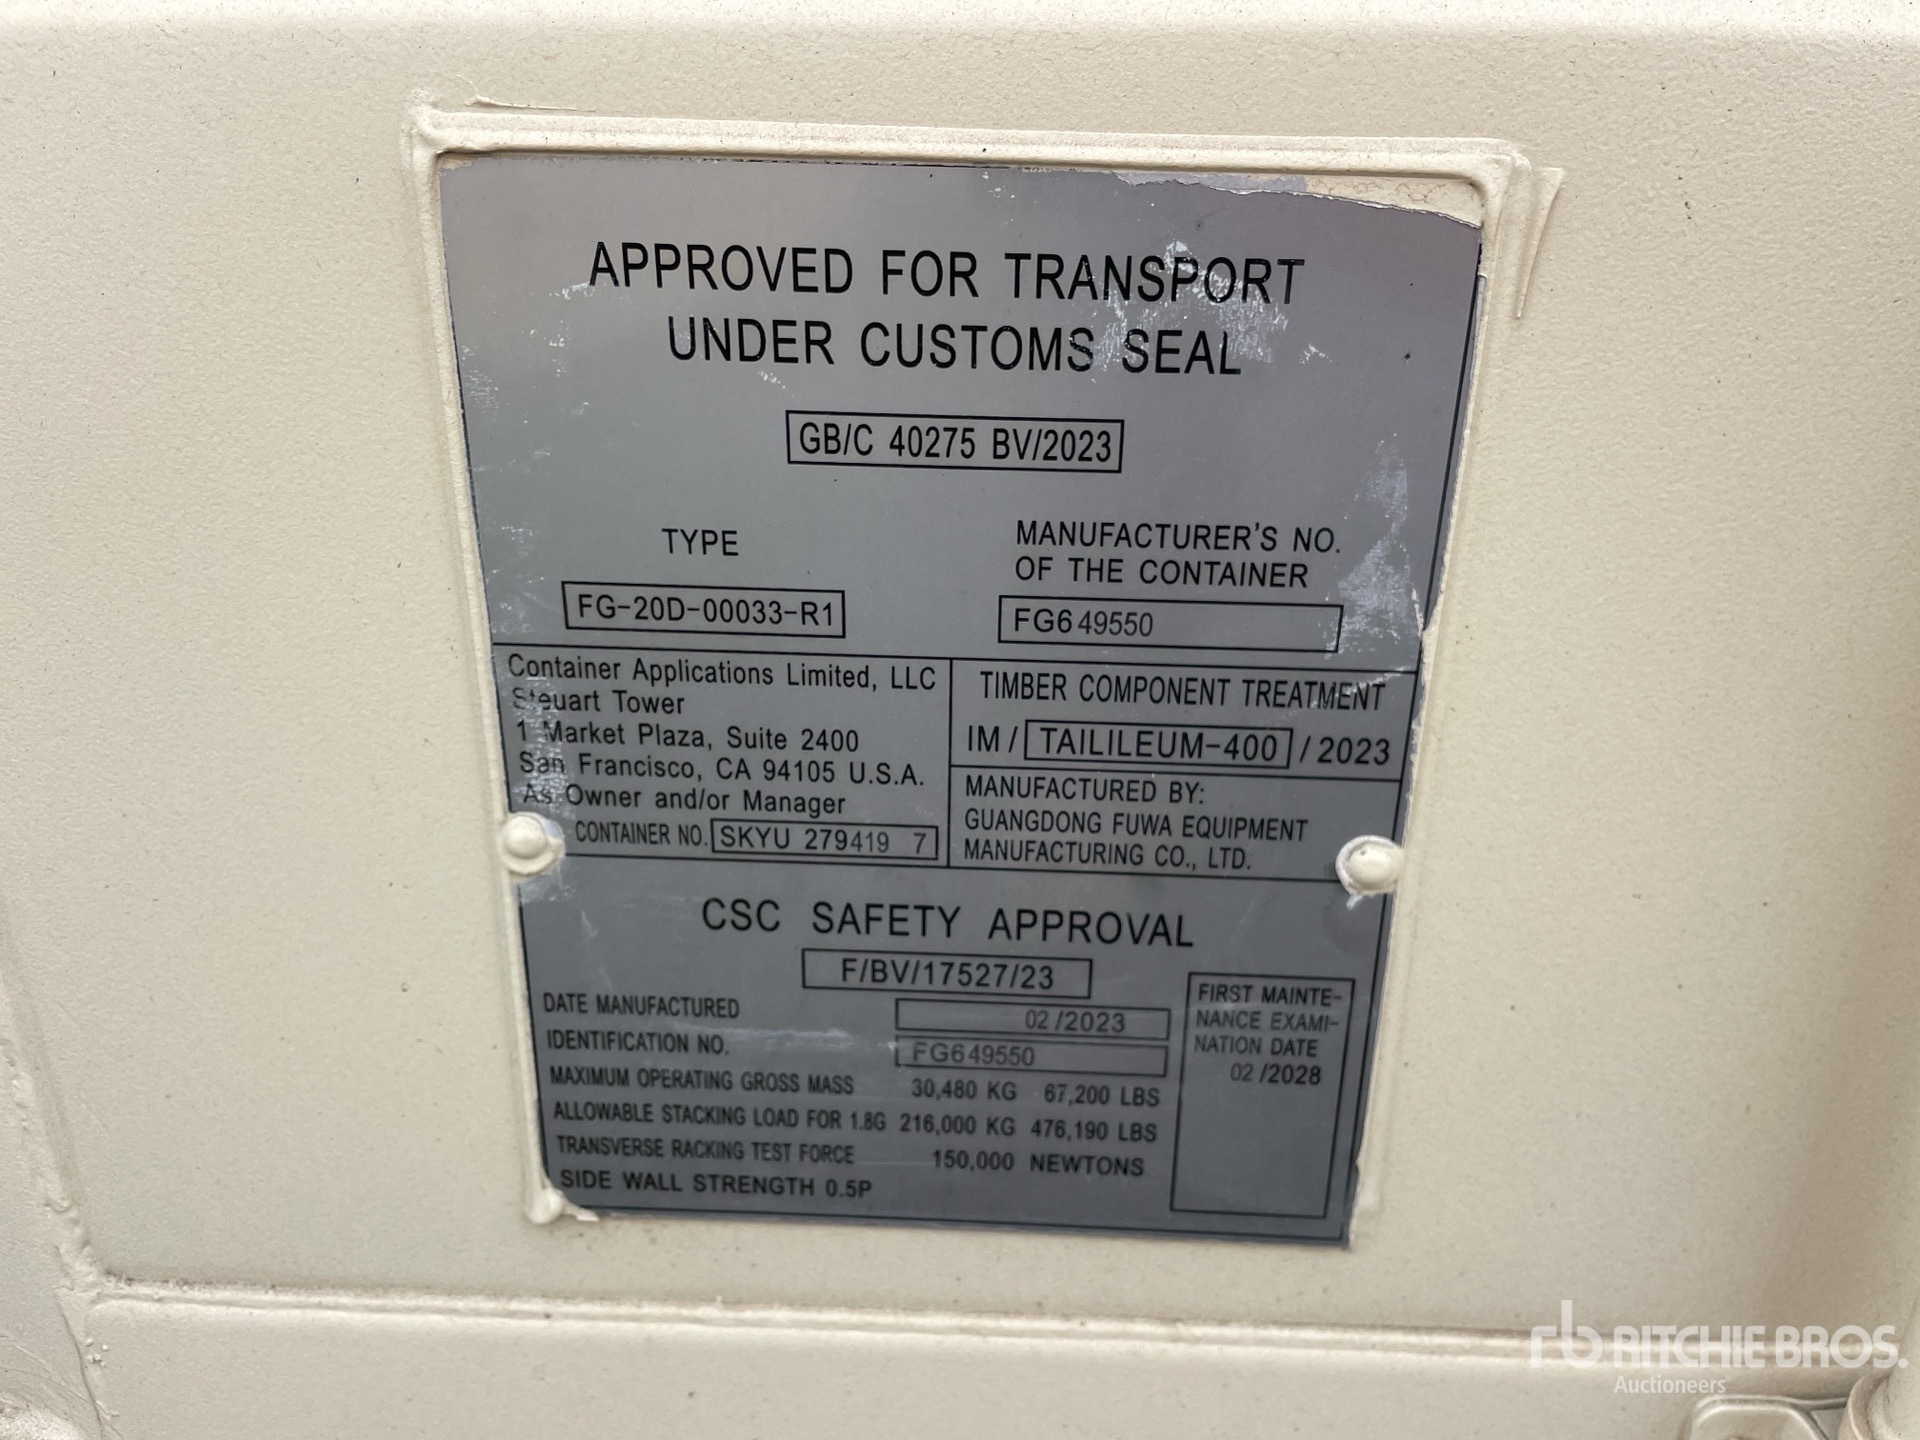 APPROVED FOR TRANSPORT
UNDER CUSTOMS SEAL
GB/C 40275 BV/2023
TYPE
FG-20D-00033-R1
MANUFACTURER'S NO.
OF THE CONTAINER
FG649550
Container Applications Limited, LLC
Steuart Tower
1 Market Plaza, Suite 2400
San Francisco, CA 94105 U.S.A.
As Owner and/or Manager
CONTAINER NO. SKYU 279419 7
TIMBER COMPONENT TREATMENT
IM / TAILILEUM-400 / 2023
MANUFACTURED BY:
GUANGDONG FUWA EQUIPMENT
MANUFACTURING CO., LTD.
CSC SAFETY APPROVAL
F/BV/17527/23
DATE MANUFACTURED 02/2023
IDENTIFICATION NO. FG649550
MAXIMUM OPERATING GROSS MASS 30,480 KG 67,200 LBS
ALLOWABLE STACKING LOAD FOR 1.8G 216,000 KG 476,190 LBS
TRANSVERSE RACKING TEST FORCE 150,000 NEWTONS
SIDE WALL STRENGTH 0.5P
FIRST MAINTE-
NANCE EXAMI-
NATION DATE
02/2028
rb RITCHIE BROS.
Auctioneers